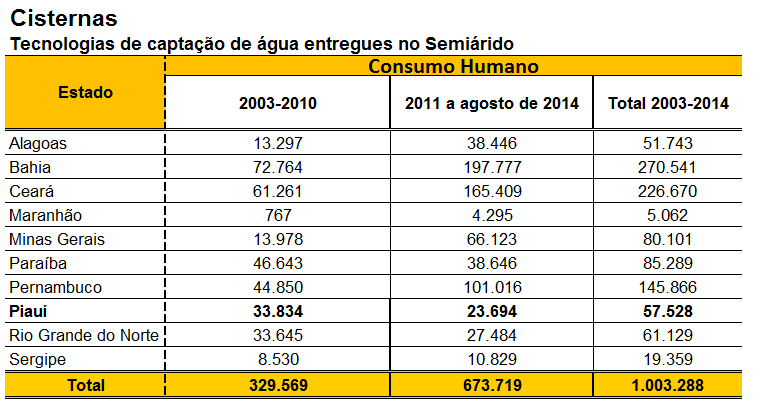 Cisternas
Tecnologias de captação de água entregues no Semiárido
Consumo Humano
Estado
2003-2010 2011 a agosto de 2014 Total 2003-2014
Alagoas 13.297 38.446 51.743
Bahia 72.764 197.777 270.541
Ceará 61.261 165.409 226.670
Maranhão 767 4.295 5.062
Minas Gerais 13.978 66.123 80.101
Paraíba 46.643 38.646 85.289
Pernambuco 44.850 101.016 145.866
Piauí 33.834 23.694 57.528
Rio Grande do Norte 33.645 27.484 61.129
Sergipe 8.530 10.829 19.359
Total 329.569 673.719 1.003.288